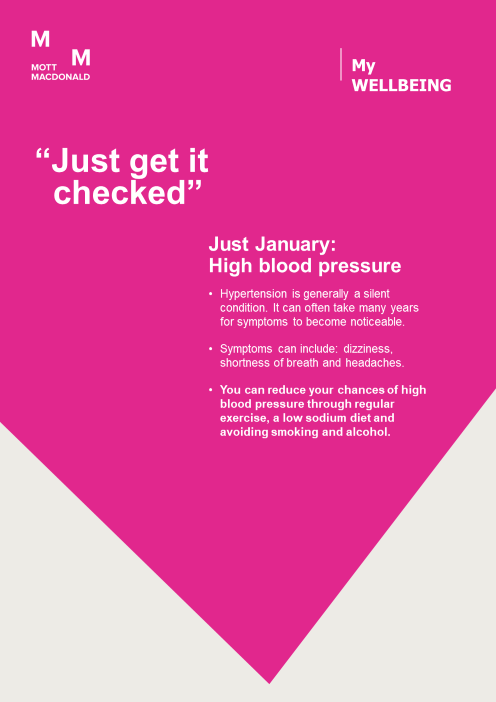 M
M
MOTT
MACDONALD
My
WELLBEING
“Just get it
checked”
Just January:
High blood pressure
• Hypertension is generally a silent
condition. It can often take many years
for symptoms to become noticeable.
• Symptoms can include: dizziness,
shortness of breath and headaches.
• You can reduce your chances of high
blood pressure through regular
exercise, a low sodium diet and
avoiding smoking and alcohol.